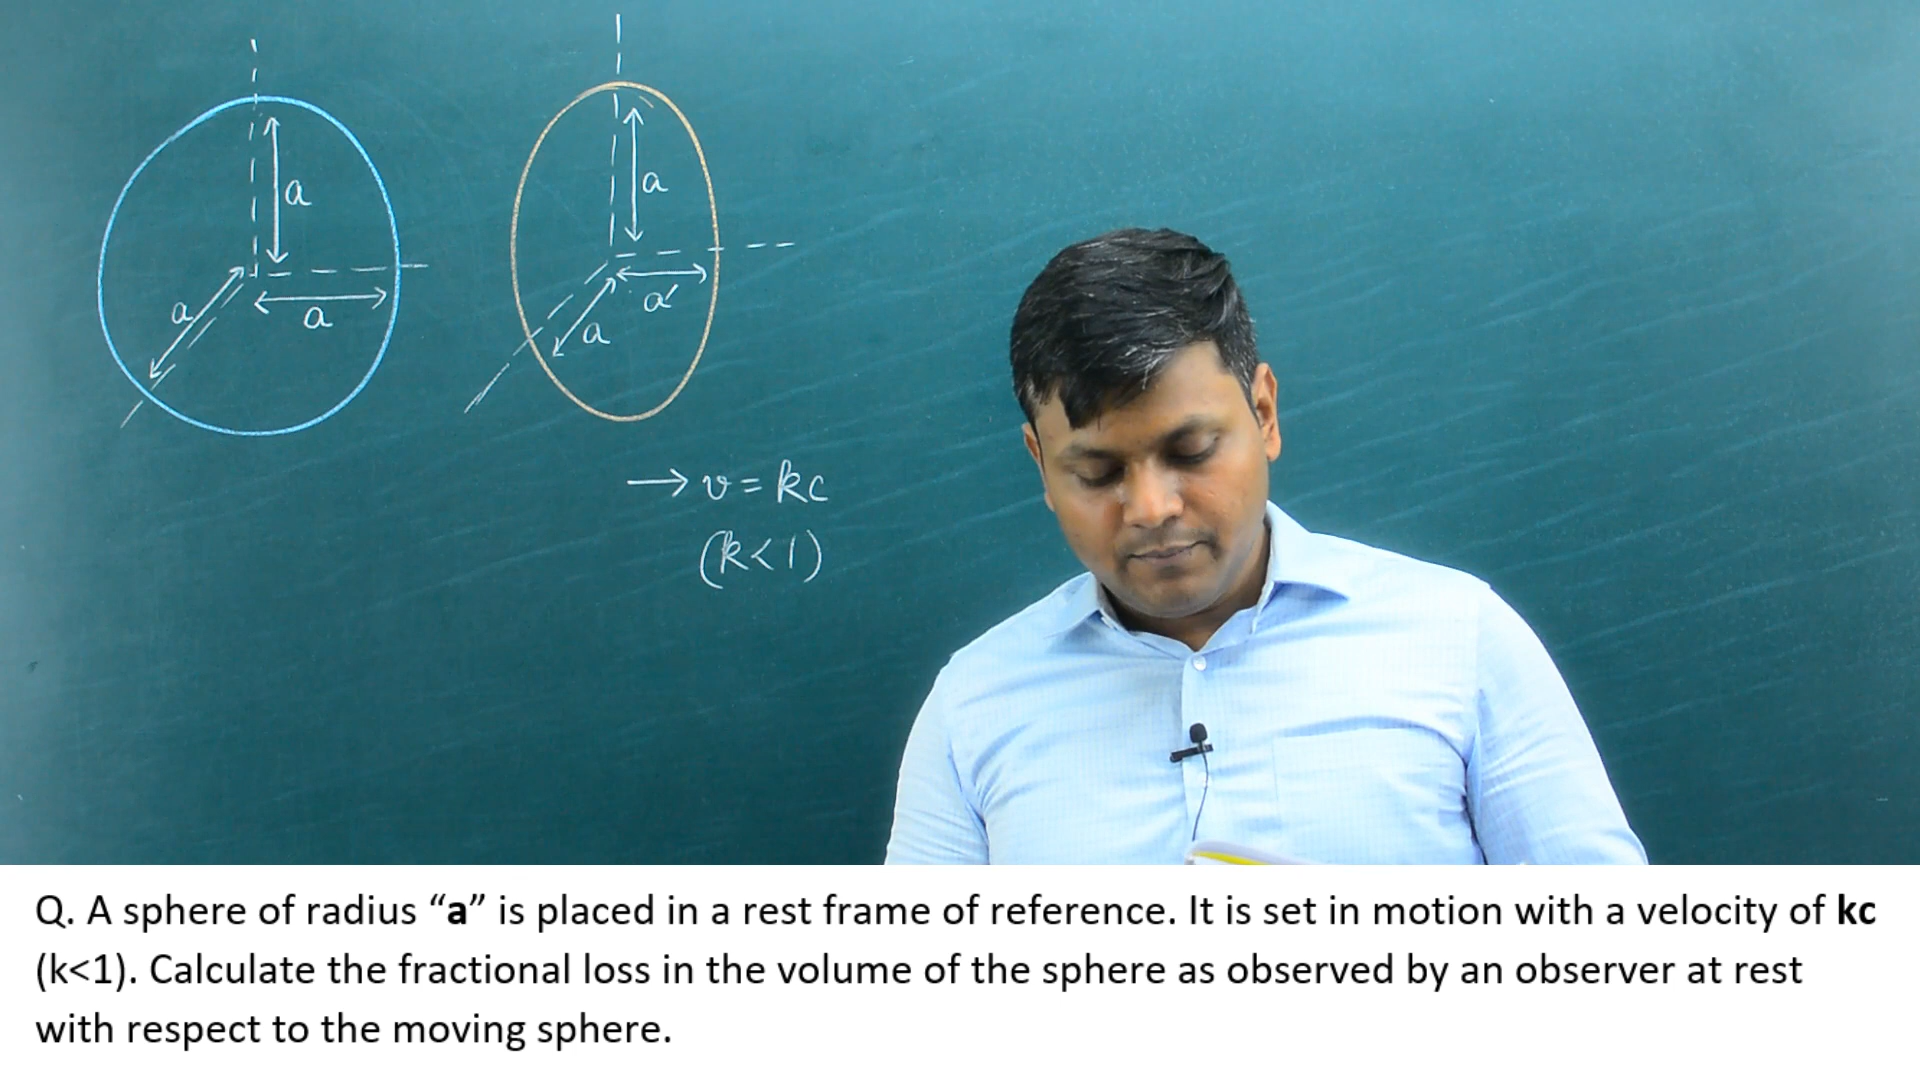 a
a
a
a
a′
a
→ v = kc
(k<1)
Q. A sphere of radius “a” is placed in a rest frame of reference. It is set in motion with a velocity of kc
(k<1). Calculate the fractional loss in the volume of the sphere as observed by an observer at rest
with respect to the moving sphere.